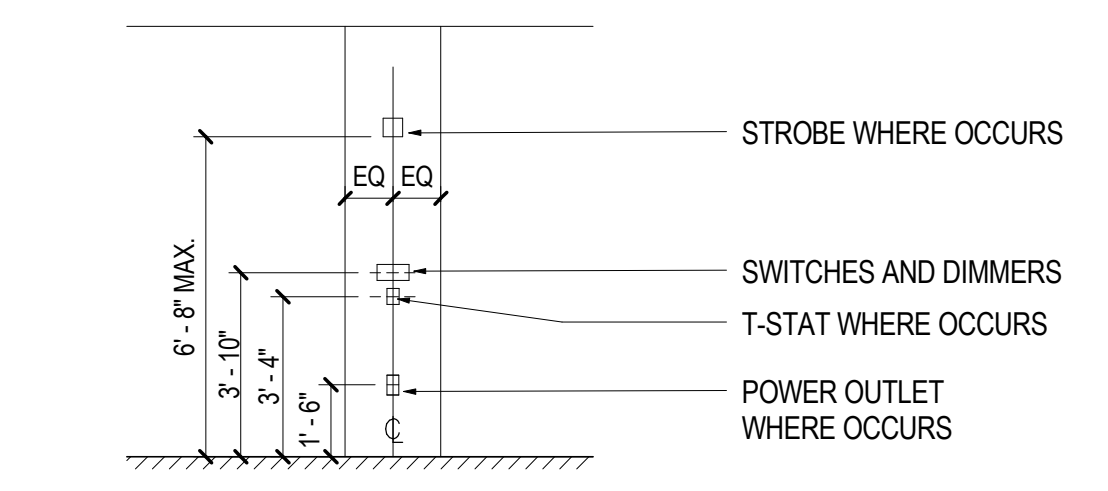 STROBE WHERE OCCURS
EQ EQ
6' - 8" MAX.
3' - 10"
3' - 4"
1' - 6"
SWITCHES AND DIMMERS
T-STAT WHERE OCCURS
POWER OUTLET
WHERE OCCURS
℄